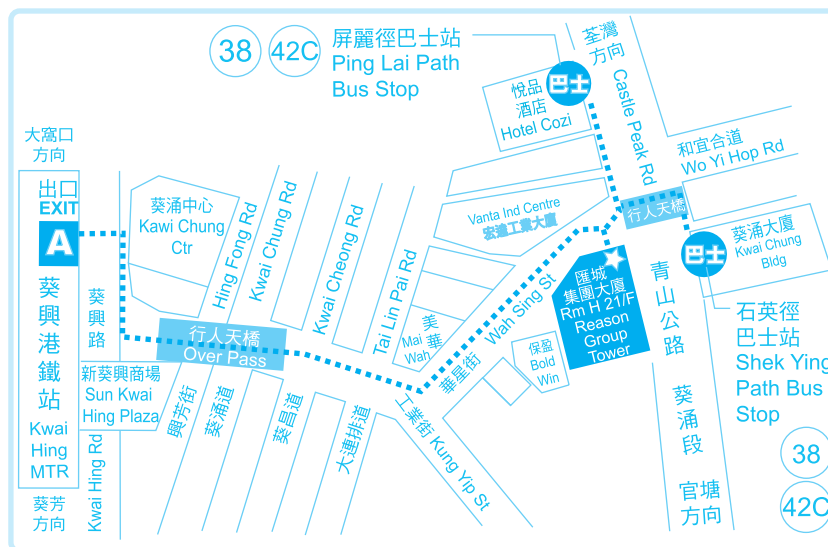 38
42C
屏麗徑巴士站
Ping Lai Path
Bus Stop
荃灣
方向
Castle Peak Rd
巴士
悅品
酒店
Hotel Cozi
和宜合道
Wo Yi Hop Rd
大窩口
方向
出口
EXIT
A
葵興港鐵站
Kwai
Hing
MTR
葵芳
方向
葵興路
Kwai Hing Rd
葵涌中心
Kawi Chung
Ctr
Hing Fong Rd
Kwai Chung Rd
Kwai Cheong Rd
Tai Lin Pai Rd
行人天橋
Over Pass
新葵興商場
Sun Kwai
Hing Plaza
興芳街
葵涌道
葵昌道
大連排道
工業街 Kung Yip St
美華
Mai
Wah
華星街
Wah Sing St
Vanta Ind Centre
宏達工業大廈
保盈
Bold
Win
匯城
集團大廈
Rm H 21/F
Reason
Group
Tower
行人天橋
巴士
葵涌大廈
Kwai Chung
Bldg
石英徑
巴士站
Shek Ying
Path Bus
Stop
38
42C
青山公路
葵涌段
官塘
方向